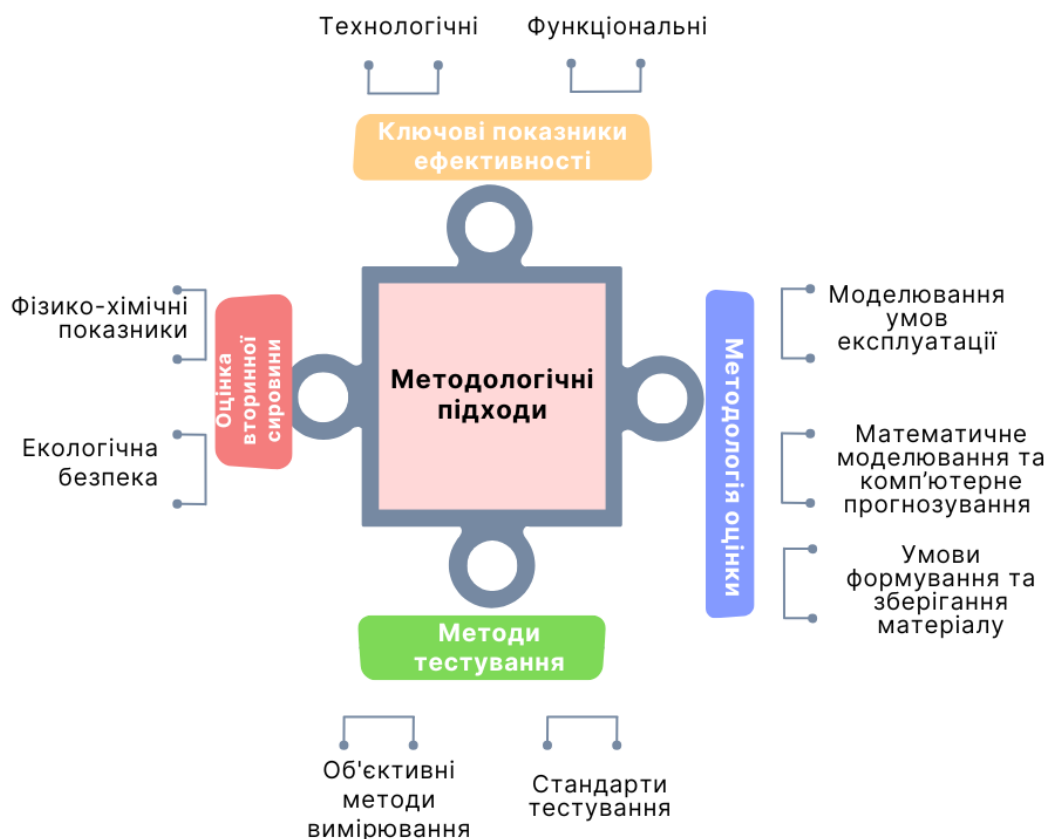 Технологічні
Функціональні
Ключові показники
ефективності
Фізико-хімічні
показники
Екологічна
безпека
Оцінка
вторинної
сировини
Методологічні
підходи
Методологія оцінки
Моделювання
умов
експлуатації
Математичне
моделювання та
комп’ютерне
прогнозування
Умови
формування та
зберігання
матеріалу
Методи
тестування
Об'єктивні
методи
вимірювання
Стандарти
тестування